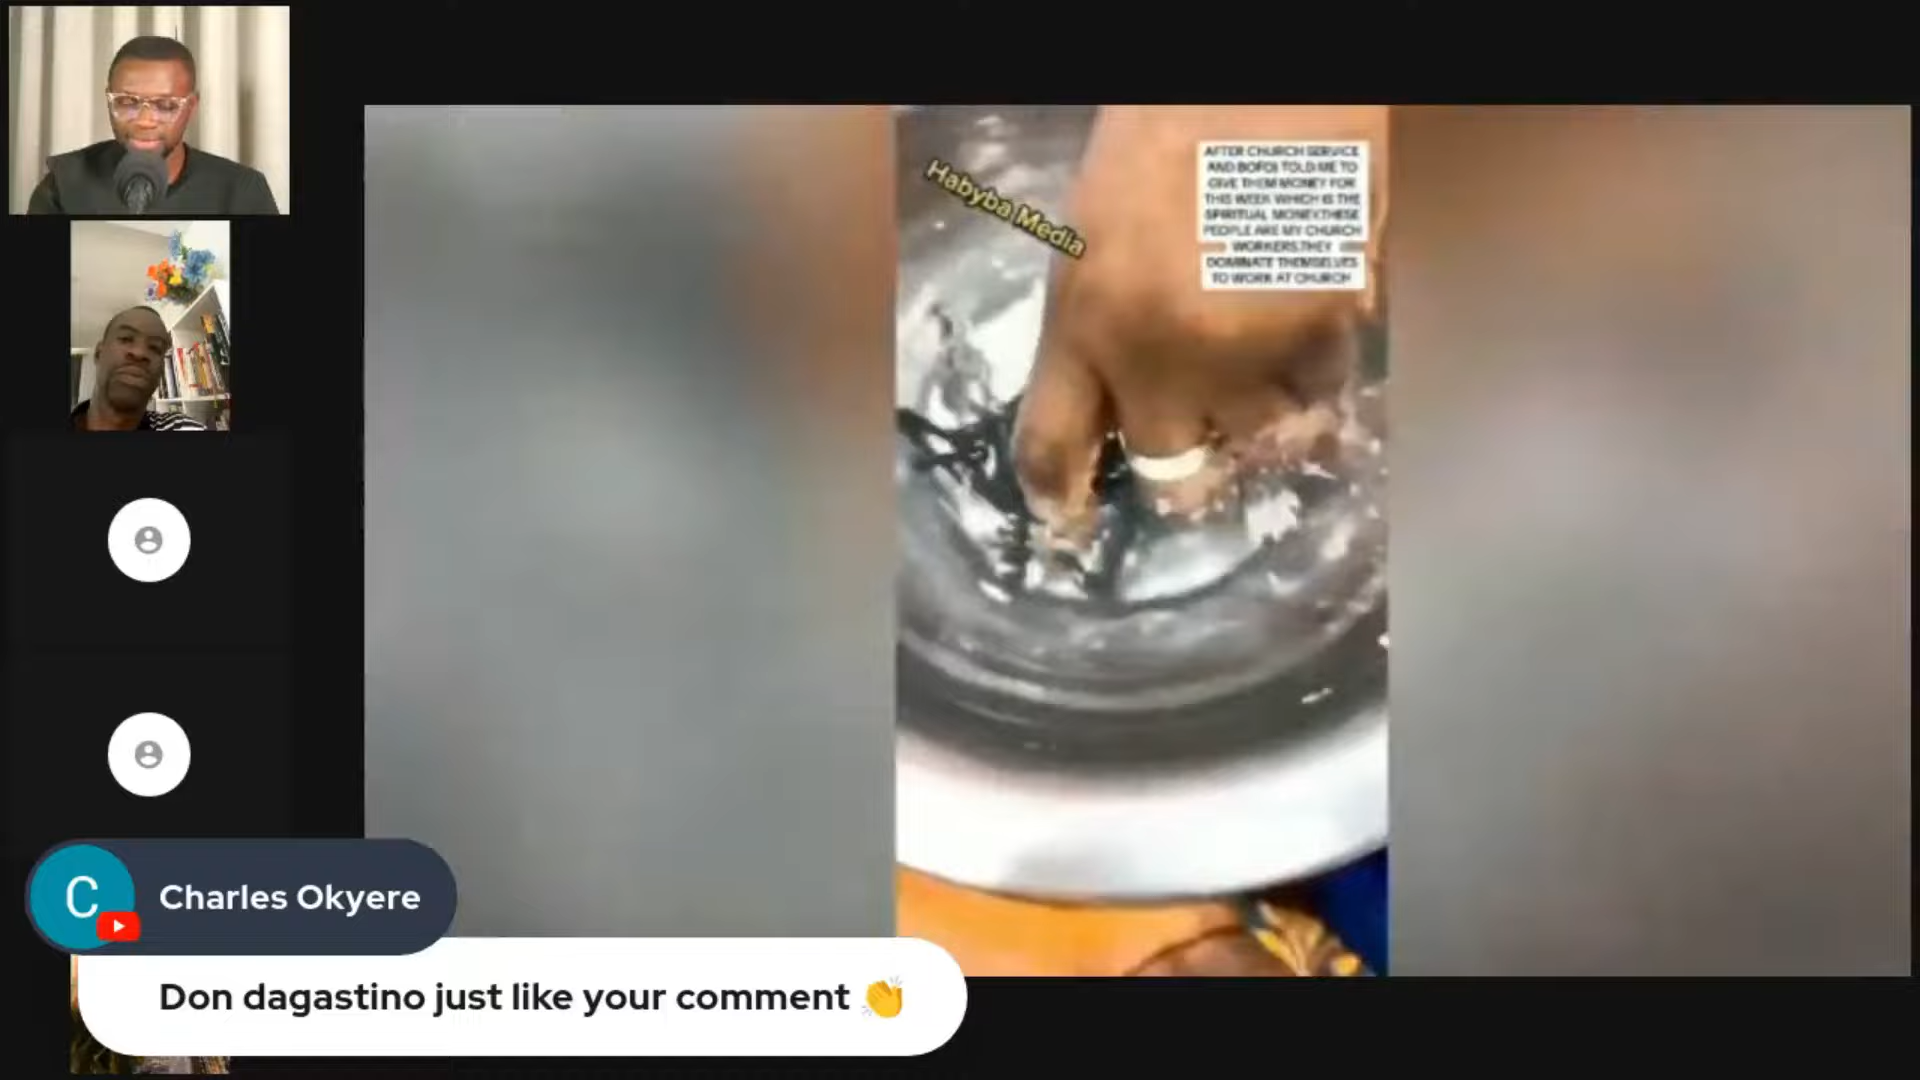 Habyba Media
AFTER CHURCH SERVICE
AND BOFOI TOLD ME TO
GIVE THEM MONEY FOR
THIS WEEK WHICH IS THE
SPIRITUAL MONEY.THESE
PEOPLE ARE MY CHURCH
WORKERS.THEY
DOMINATE THEMSELVES
TO WORK AT CHURCH
C
Charles Okyere
Don dagastino just like your comment 👏